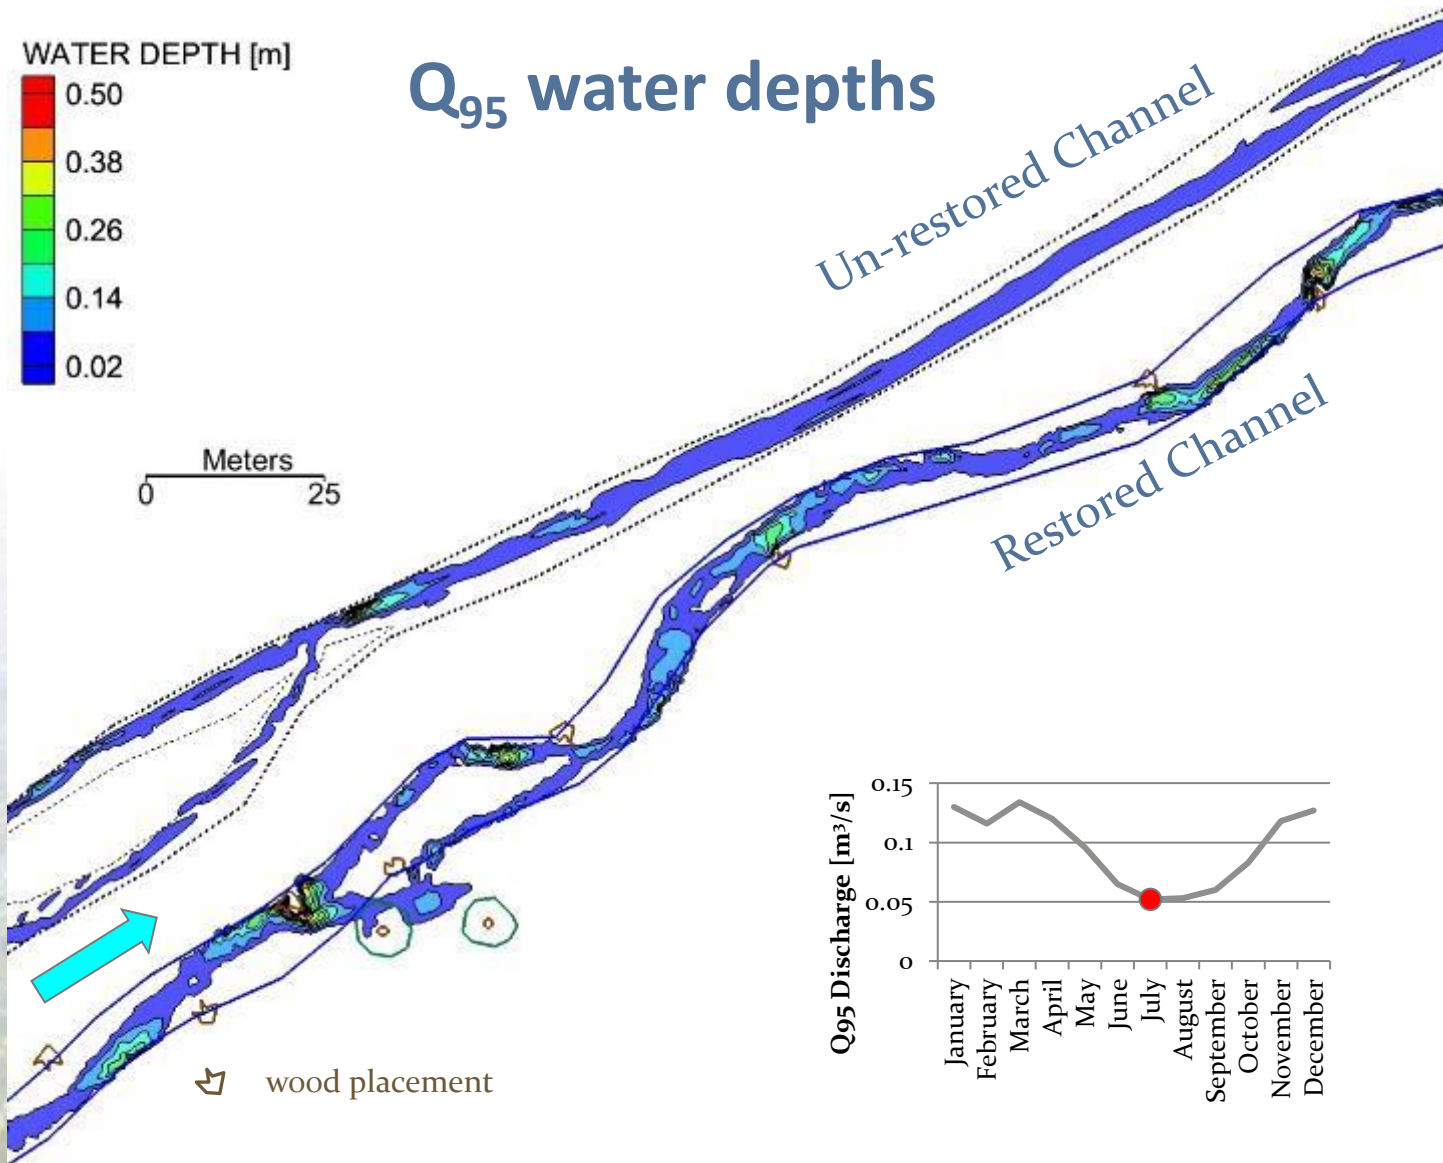 Q95 water depths
WATER DEPTH [m]
0.50
0.38
0.26
0.14
0.02
Un-restored Channel
Meters
0 25
Restored Channel
wood placement
Q95 Discharge [m³/s]
0.15
0.1
0.05
0
January
February
March
April
May
June
July
August
September
October
November
December